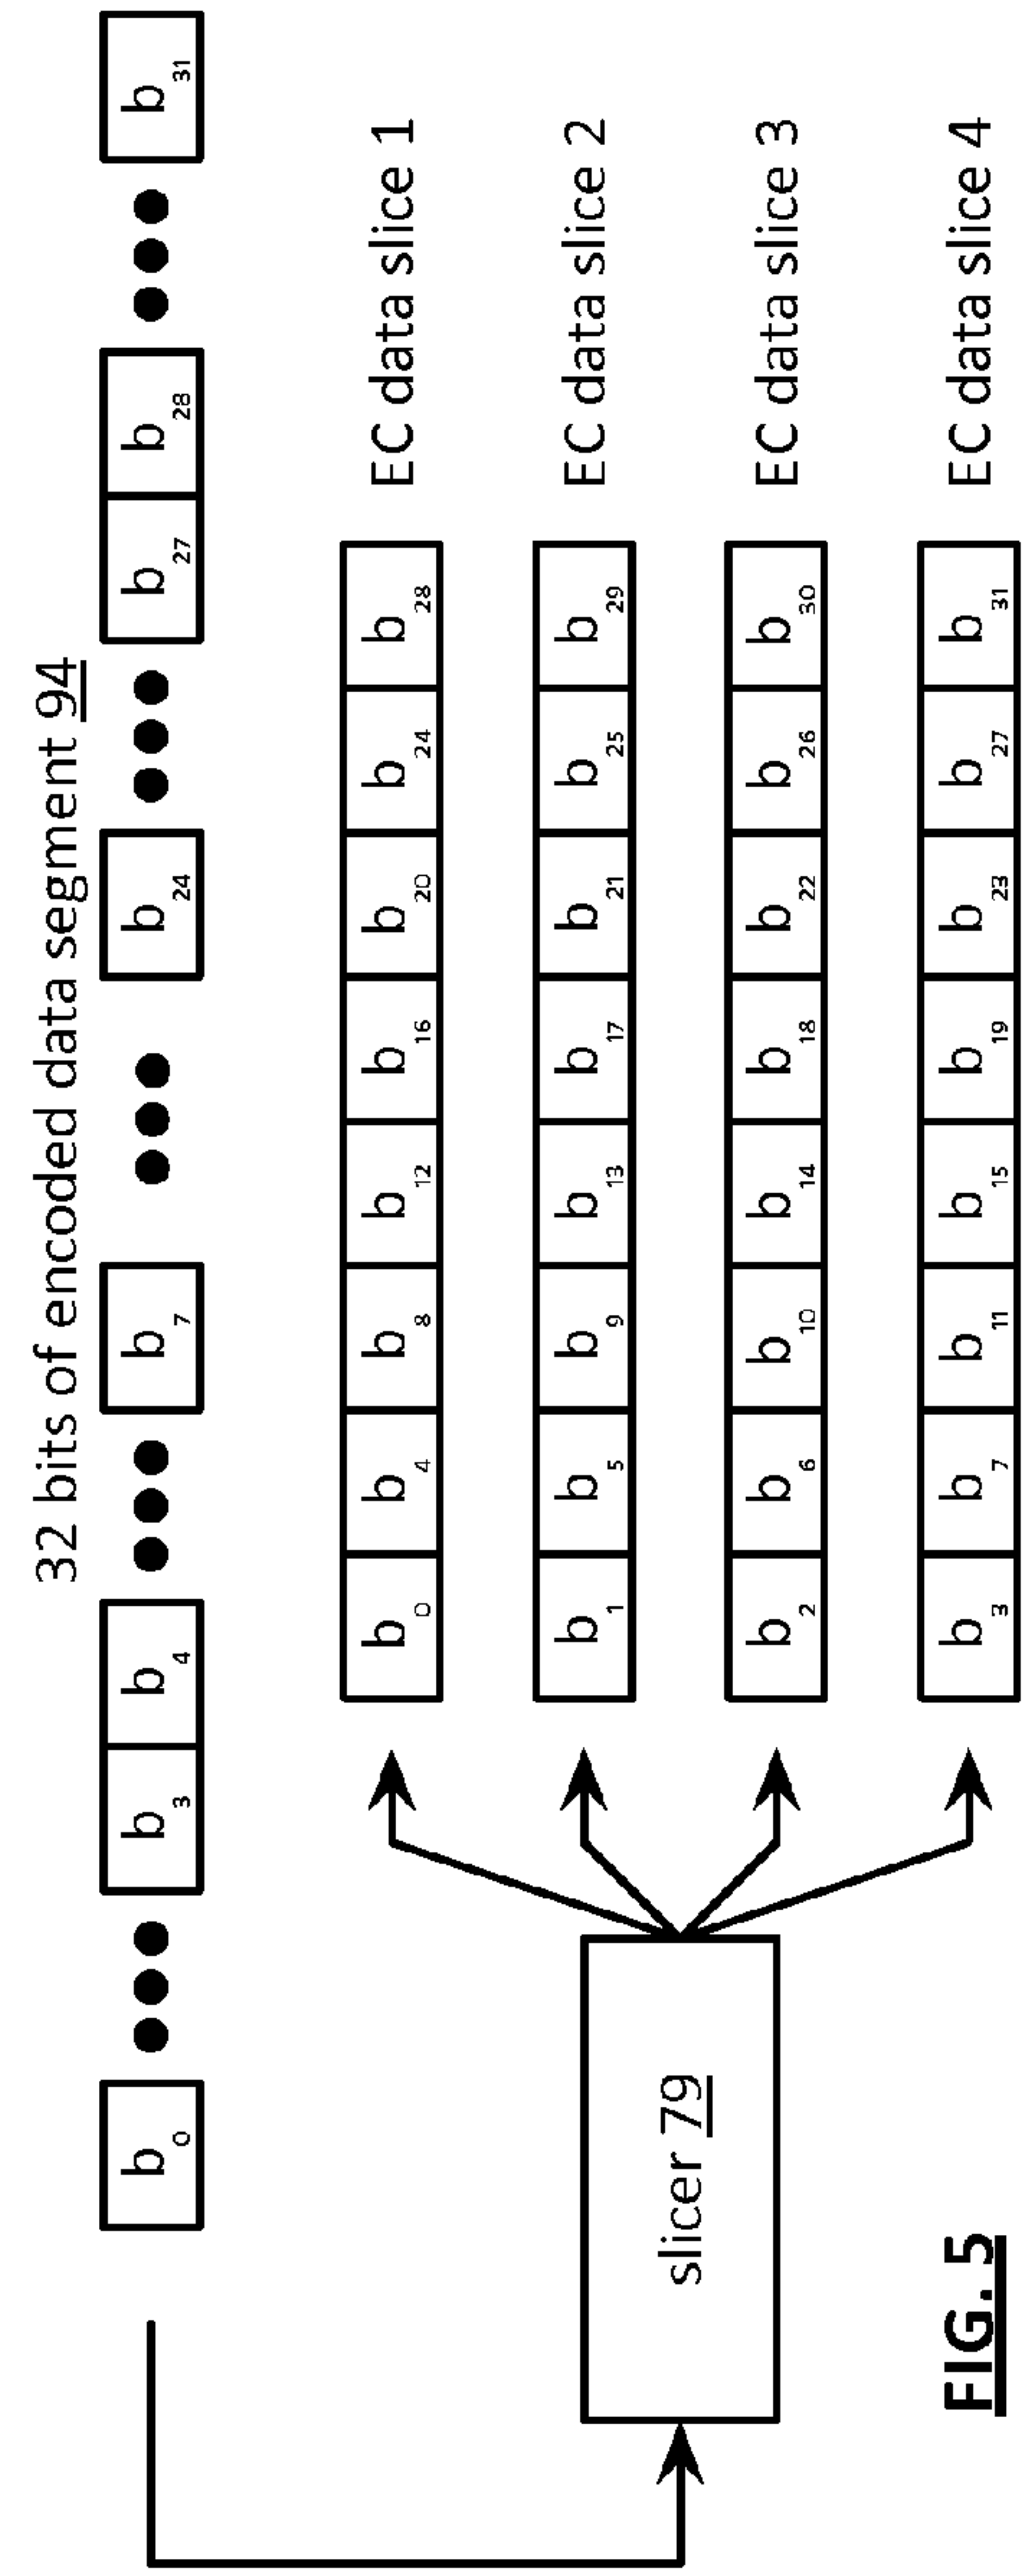 32 bits of encoded data segment 94
b0 ●●● b3 b4 ●●● b7 ●●● b24 ●●● b27 b28 ●●● b31
b0 b4 b8 b12 b16 b20 b24 b28 EC data slice 1
b1 b5 b9 b13 b17 b21 b25 b29 EC data slice 2
slicer 79
b2 b6 b10 b14 b18 b22 b26 b30 EC data slice 3
b3 b7 b11 b15 b19 b23 b27 b31 EC data slice 4
FIG. 5